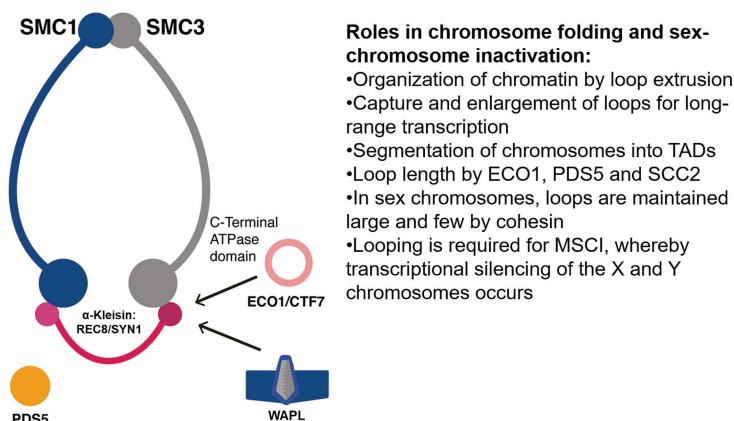 SMC1
SMC3
C-Terminal
ATPase
domain
ECO1/CTF7
α-Kleisin:
REC8/SYN1
WAPL
PDS5
Roles in chromosome folding and sex-
chromosome inactivation:
•Organization of chromatin by loop extrusion
•Capture and enlargement of loops for long-
range transcription
•Segmentation of chromosomes into TADs
•Loop length by ECO1, PDS5 and SCC2
•In sex chromosomes, loops are maintained
large and few by cohesin
•Looping is required for MSCI, whereby
transcriptional silencing of the X and Y
chromosomes occurs